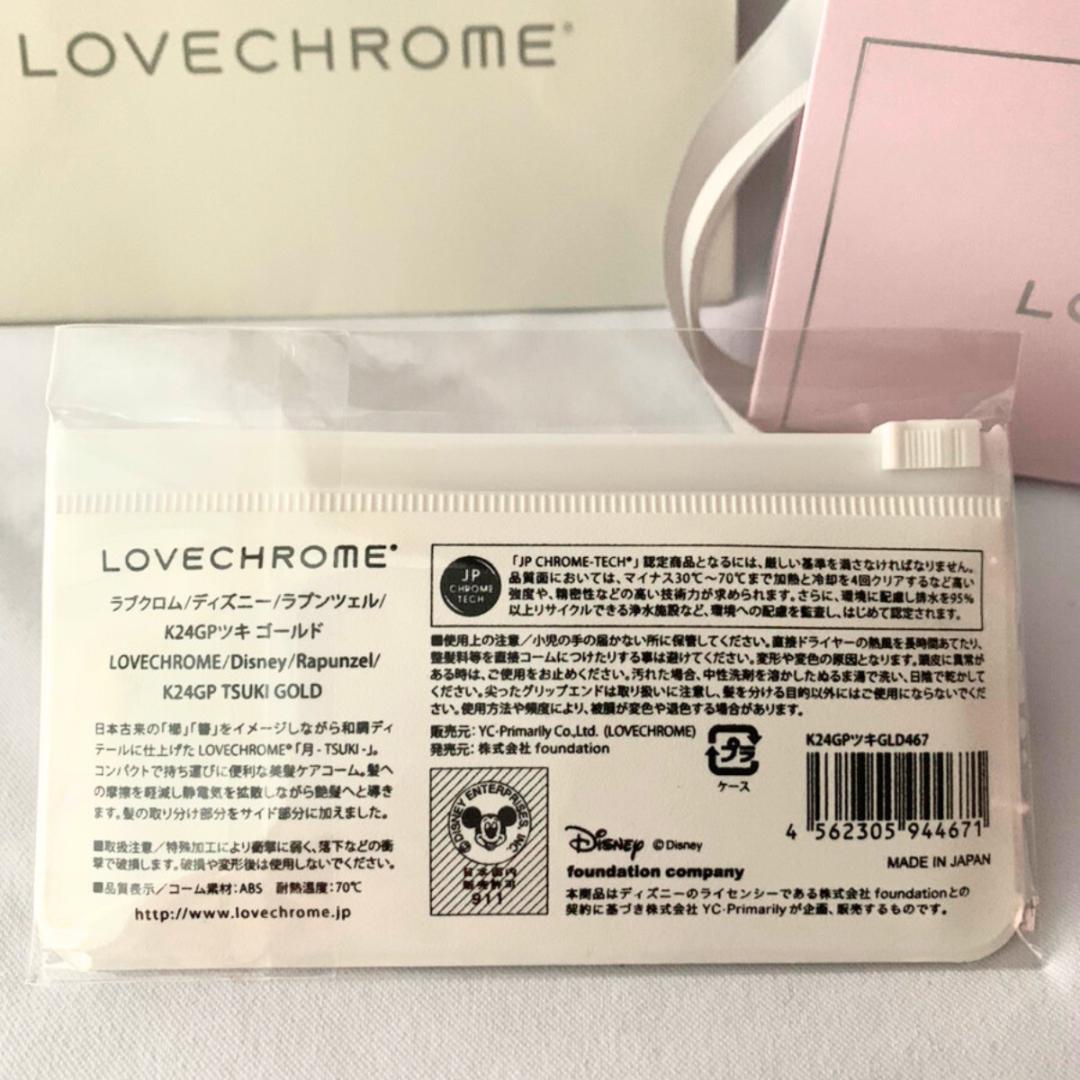 LOVECHROME®
LO
LOVECHROME®
ラブクロム/ディズニー/ラプンツェル/
K24GPツキ ゴールド
LOVECHROME/Disney/Rapunzel/
K24GP TSUKI GOLD
日本古来の「櫛」「簪」をイメージしながら和調ディ
テールに仕上げた LOVECHROME®「月 - TSUKI -」。
コンパクトで持ち運びに便利な美髪ケアコーム。髪へ
の摩擦を軽減し静電気を拡散しながら艶髪へと導き
ます。髪の取り分け部分をサイド部分に加えました。
■取扱注意/特殊加工により衝撃に弱く、落下などの衝
撃で破損します。破損や変形後は使用しないでください。
■品質表示/コーム素材:ABS 耐熱温度:70℃
http://www.lovechrome.jp
JP
CHROME
TECH
「JP CHROME-TECH®」認定商品となるには、厳しい基準を満さなければなりません。
品質面においては、マイナス30℃〜70℃まで加熱と冷却を4回クリアするなど高い
強度や、精密性などの高い技術力が求められます。さらに、環境に配慮し排水を95%
以上リサイクルできる浄水施設など、環境への配慮を監査し、はじめて認定されます。
■使用上の注意/小児の手の届かない所に保管してください。直接ドライヤーの熱風を長時間あてたり、
整髪料等を直接コームにつけたりする事は避けてください。変形や変色の原因となります。頭皮に異常が
ある時は、ご使用をお止めください。汚れた場合、中性洗剤を溶かしたぬるま湯で洗い、日陰で乾かして
ください。尖ったグリップエンドは取り扱いに注意し、髪を分ける目的以外にはご使用にならないでくだ
さい。使用方法や頻度により、被膜が変色や退色する場合があります。
販売元: YC-Primarily Co.,Ltd. (LOVECHROME)
発売元: 株式会社 foundation
プラ
ケース
K24GPツキGLD467
4 562305 944671
MADE IN JAPAN
©DISNEY ENTERPRISES, INC.
日本国内
販売許可
911
Disney ©Disney
foundation company
本商品はディズニーのライセンシーである株式会社 foundationとの
契約に基づき株式会社 YC-Primarily が企画、販売するものです。